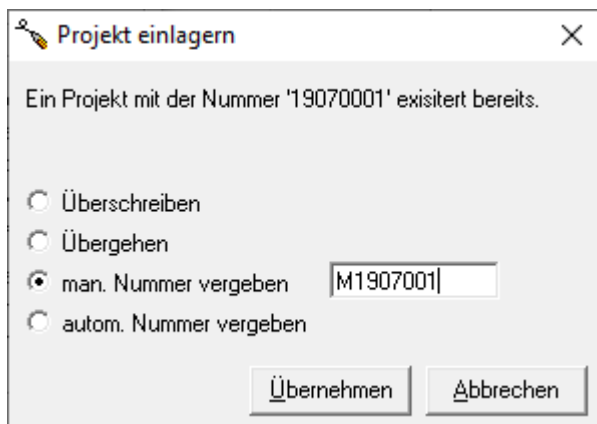 Projekt einlagern
Ein Projekt mit der Nummer '19070001' exisitert bereits.
Überschreiben
Übergehen
man. Nummer vergeben M1907001
autom. Nummer vergeben
Übernehmen Abbrechen